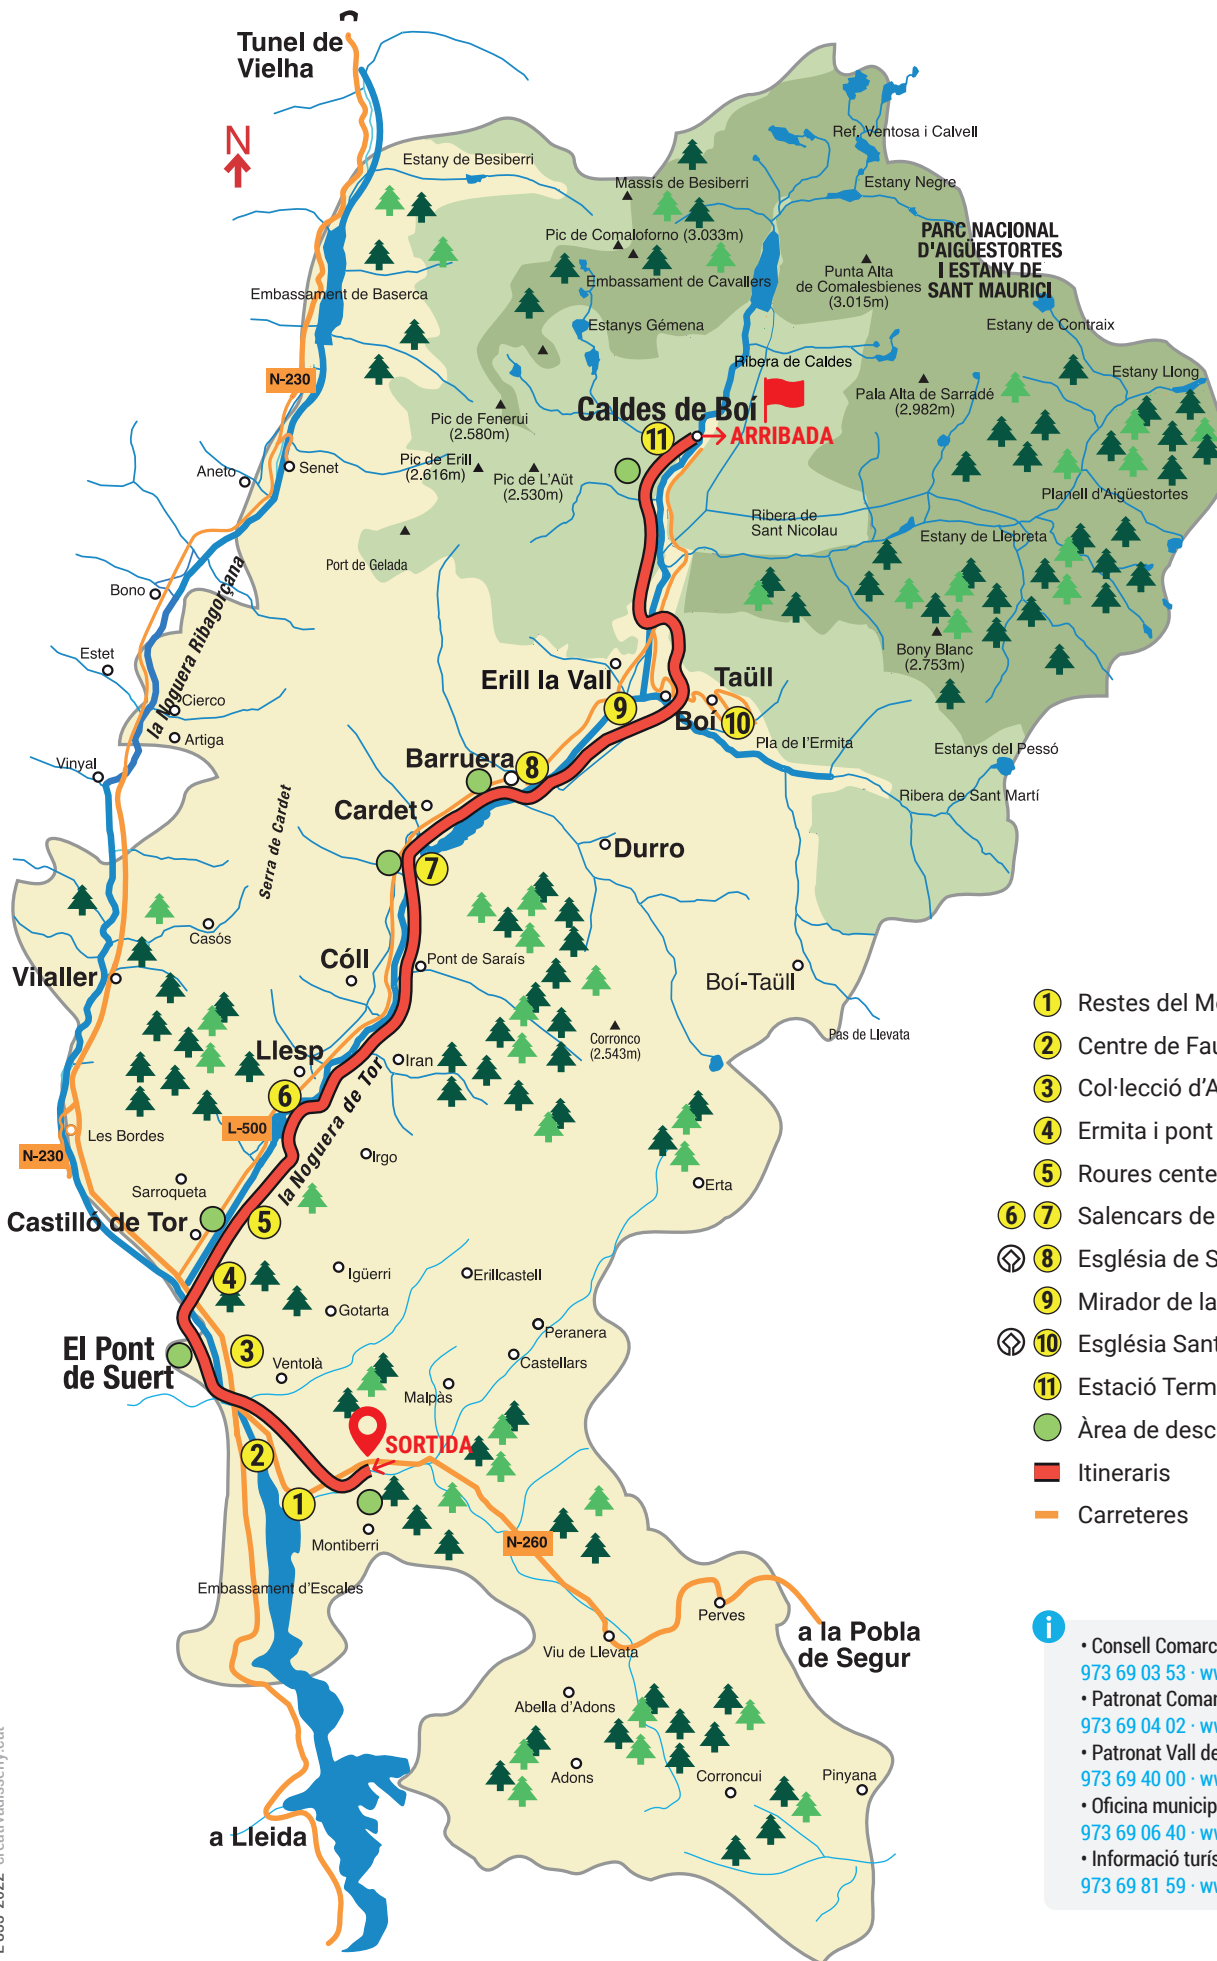 Tunel de
Vielha
N
Estany de Besiberri
Massís de Besiberri
Ref. Ventosa i Calvell
Estany Negre
Pic de Comaloforno (3.033m)
PARC NACIONAL
D'AIGÜESTORTES
I ESTANY DE
SANT MAURICI
Embassament de Cavallers
Punta Alta
de Comalesbienes
(3.015m)
Embassament de Baserca
Estanys Gémena
Estany de Contraix
Ribera de Caldes
Estany Llong
N-230
Pala Alta de Sarradé
(2.982m)
Caldes de Boí
11
ARRIBADA
Pic de Fenerui
(2.580m)
Pic de Erill
(2.616m)
Pic de L'Aüt
(2.530m)
Aneto
Senet
Planell d'Aigüestortes
Ribera de
Sant Nicolau
Estany de Llebreta
Port de Gelada
Bono
la Noguera Ribagorçana
Estet
Cierco
Artiga
Vinyal
Bony Blanc
(2.753m)
Erill la Vall
9
Taüll
Boí
10
Pla de l'Ermita
Estanys del Pessó
Ribera de Sant Martí
Barruera
8
Cardet
Serra de Cardet
Durro
7
Casós
Vilaller
Cóll
Pont de Saraís
Boí-Taüll
Pas de Llevata
Corronco
(2.543m)
Llesp
Iran
6
L-500
la Noguera de Tor
Les Bordes
N-230
Irgo
Sarroqueta
Erta
Castilló de Tor
5
4
Igüerri
Erillcastell
Gotarta
Peranera
El Pont
de Suert
3
Ventolà
Castellars
Malpàs
SORTIDA
2
1
Montiberri
N-260
Embassament d'Escales
Perves
Viu de Llevata
a la Pobla
de Segur
Abella d'Adons
Adons
Corroncui
Pinyana
a Lleida
1 Restes del M
2 Centre de Fau
3 Col·lecció d'A
4 Ermita i pont
5 Roures cente
6 7 Salencars de
8 Església de S
9 Mirador de la
10 Església Sant
11 Estació Term
Àrea de desc
Itineraris
Carreteres
i
• Consell Comarc
973 69 03 53 · w
• Patronat Comar
973 69 04 02 · w
• Patronat Vall de
973 69 40 00 · w
• Oficina municip
973 69 06 40 · w
• Informació turís
973 69 81 59 · w